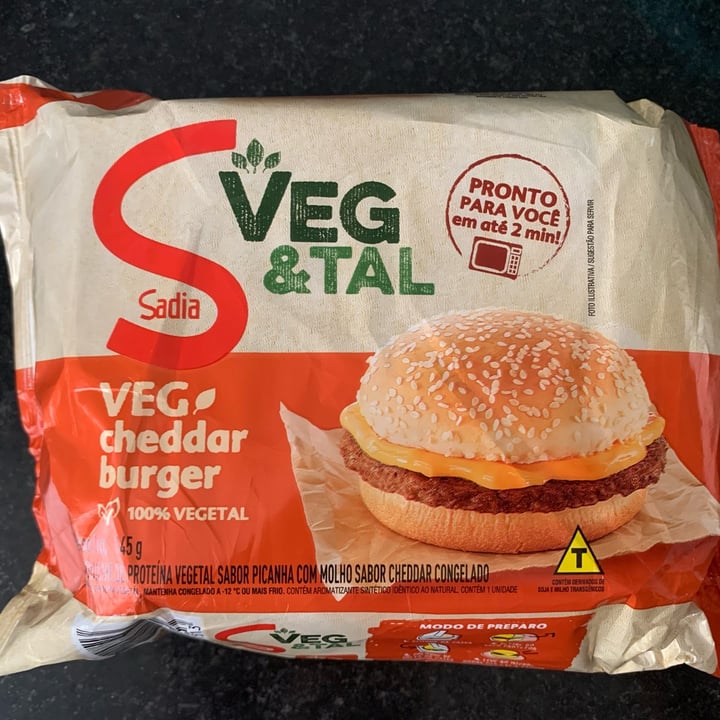 VEG
&TAL
Sadia
PRONTO
PARA VOCÊ
em até 2 min!
FOTO ILUSTRATIVA / SUGESTÃO PARA SERVIR
VEG
cheddar
burger
100% VEGETAL
45 g
PROTEÍNA VEGETAL SABOR PICANHA COM MOLHO SABOR CHEDDAR CONGELADO
MANTENHA CONGELADO A -12 °C OU MAIS FRIO. CONTÉM AROMATIZANTE SINTÉTICO IDÊNTICO AO NATURAL. CONTÉM 1 UNIDADE
T
CONTÉM DERIVADOS DE
SOJA E MILHO TRANSGÊNICOS
VEG
&TAL
MODO DE PREPARO